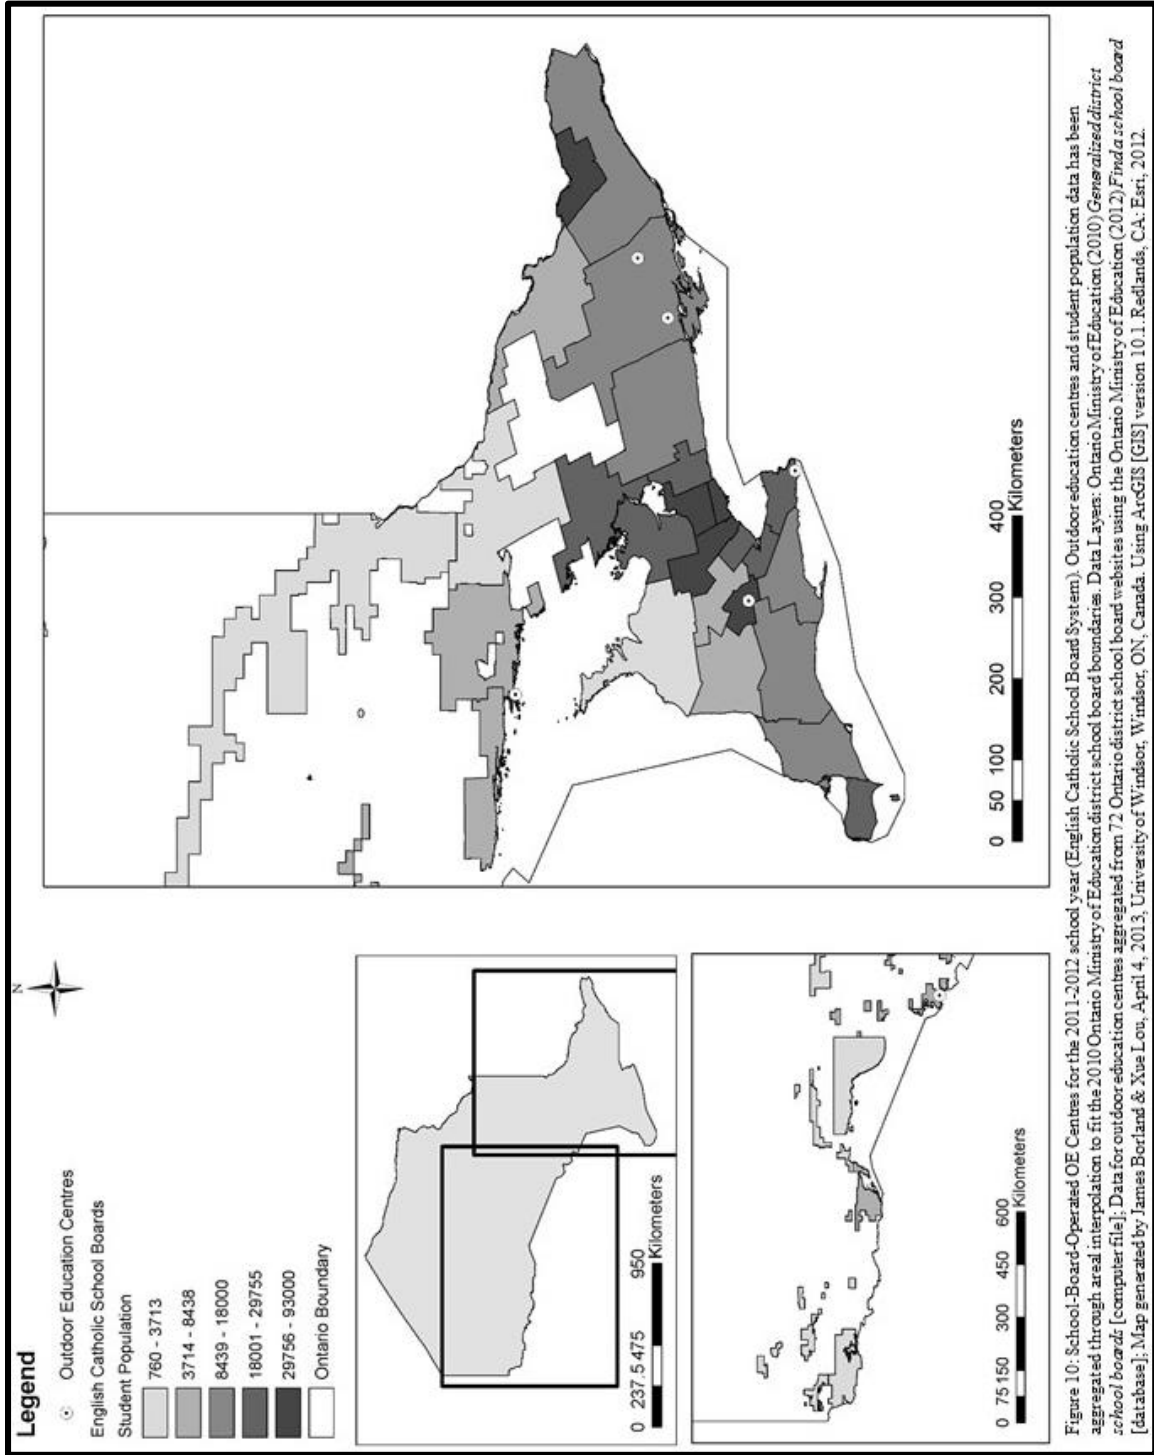 Legend
Outdoor Education Centres
English Catholic School Boards
Student Population
760 - 3713
3714 - 8438
8439 - 18000
18001 - 29755
29756 - 93000
Ontario Boundary
N
0 237.5 475 950
Kilometers
0 75 150 300 450 600
Kilometers
0 50 100 200 300 400
Kilometers
Figure 10: School-Board-Operated OE Centres for the 2011-2012 school year (English Catholic School Board System). Outdoor education centres and student population data has been
aggregated through areal interpolation to fit the 2010 Ontario Ministry of Education district school board boundaries. Data Layers: Ontario Ministry of Education (2010) Generalized district
school boards [computer file]; Data for outdoor education centres aggregated from 72 Ontario district school board websites using the Ontario Ministry of Education (2012) Find a school board
[database]; Map generated by James Borland & Xue Lou, April 4, 2013, University of Windsor, Windsor, ON, Canada. Using ArcGIS [GIS] version 10.1. Redlands, CA: Esri, 2012.